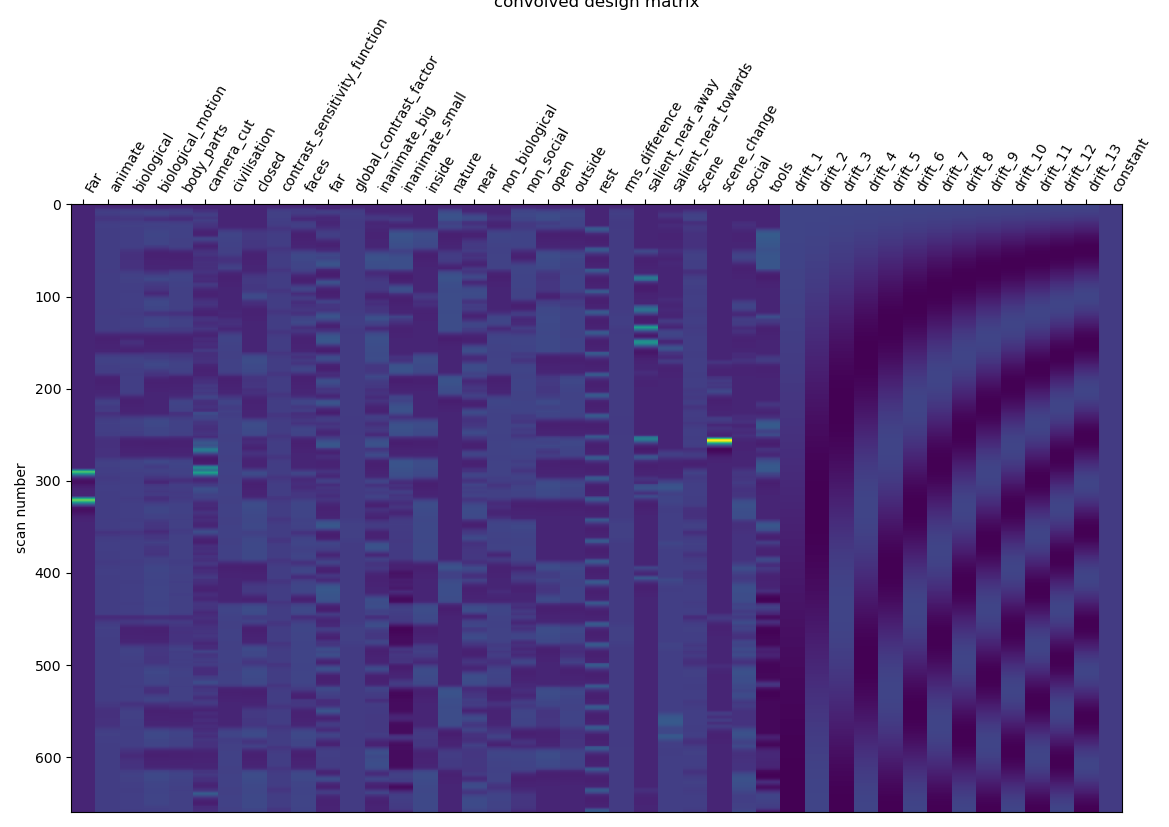 convolved design matrix
Far
animate
biological
biological_motion
body_parts
camera_cut
civilisation
closed
contrast_sensitivity_function
faces
far
global_contrast_factor
inanimate_big
inanimate_small
inside
nature
near
non_biological
non_social
open
outside
rest
rms_difference
salient_near_away
salient_near_towards
scene
scene_change
social
tools
drift_1
drift_2
drift_3
drift_4
drift_5
drift_6
drift_7
drift_8
drift_9
drift_10
drift_11
drift_12
drift_13
constant
scan number
0
100
200
300
400
500
600